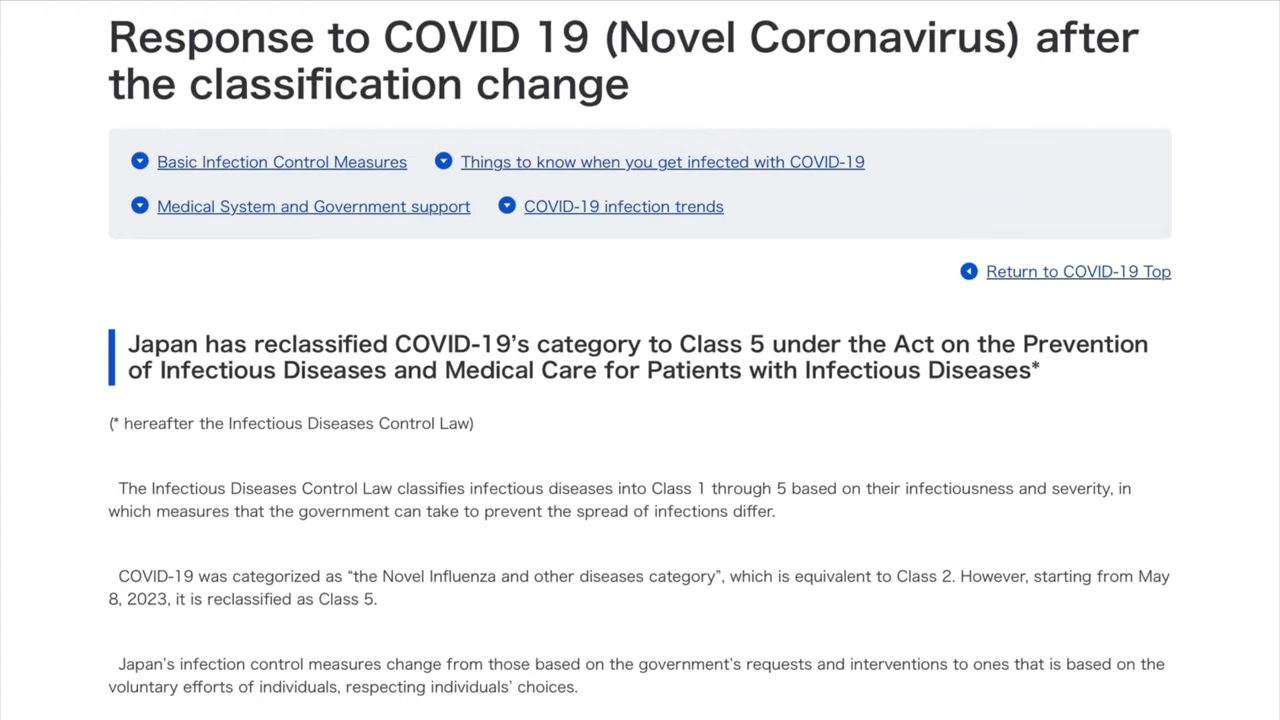 Response to COVID 19 (Novel Coronavirus) after
the classification change
Basic Infection Control Measures
Things to know when you get infected with COVID-19
Medical System and Government support
COVID-19 infection trends
Return to COVID-19 Top
Japan has reclassified COVID-19’s category to Class 5 under the Act on the Prevention
of Infectious Diseases and Medical Care for Patients with Infectious Diseases*
(* hereafter the Infectious Diseases Control Law)
The Infectious Diseases Control Law classifies infectious diseases into Class 1 through 5 based on their infectiousness and severity, in
which measures that the government can take to prevent the spread of infections differ.
COVID-19 was categorized as “the Novel Influenza and other diseases category”, which is equivalent to Class 2. However, starting from May
8, 2023, it is reclassified as Class 5.
Japan’s infection control measures change from those based on the government's requests and interventions to ones that is based on the
voluntary efforts of individuals, respecting individuals’ choices.